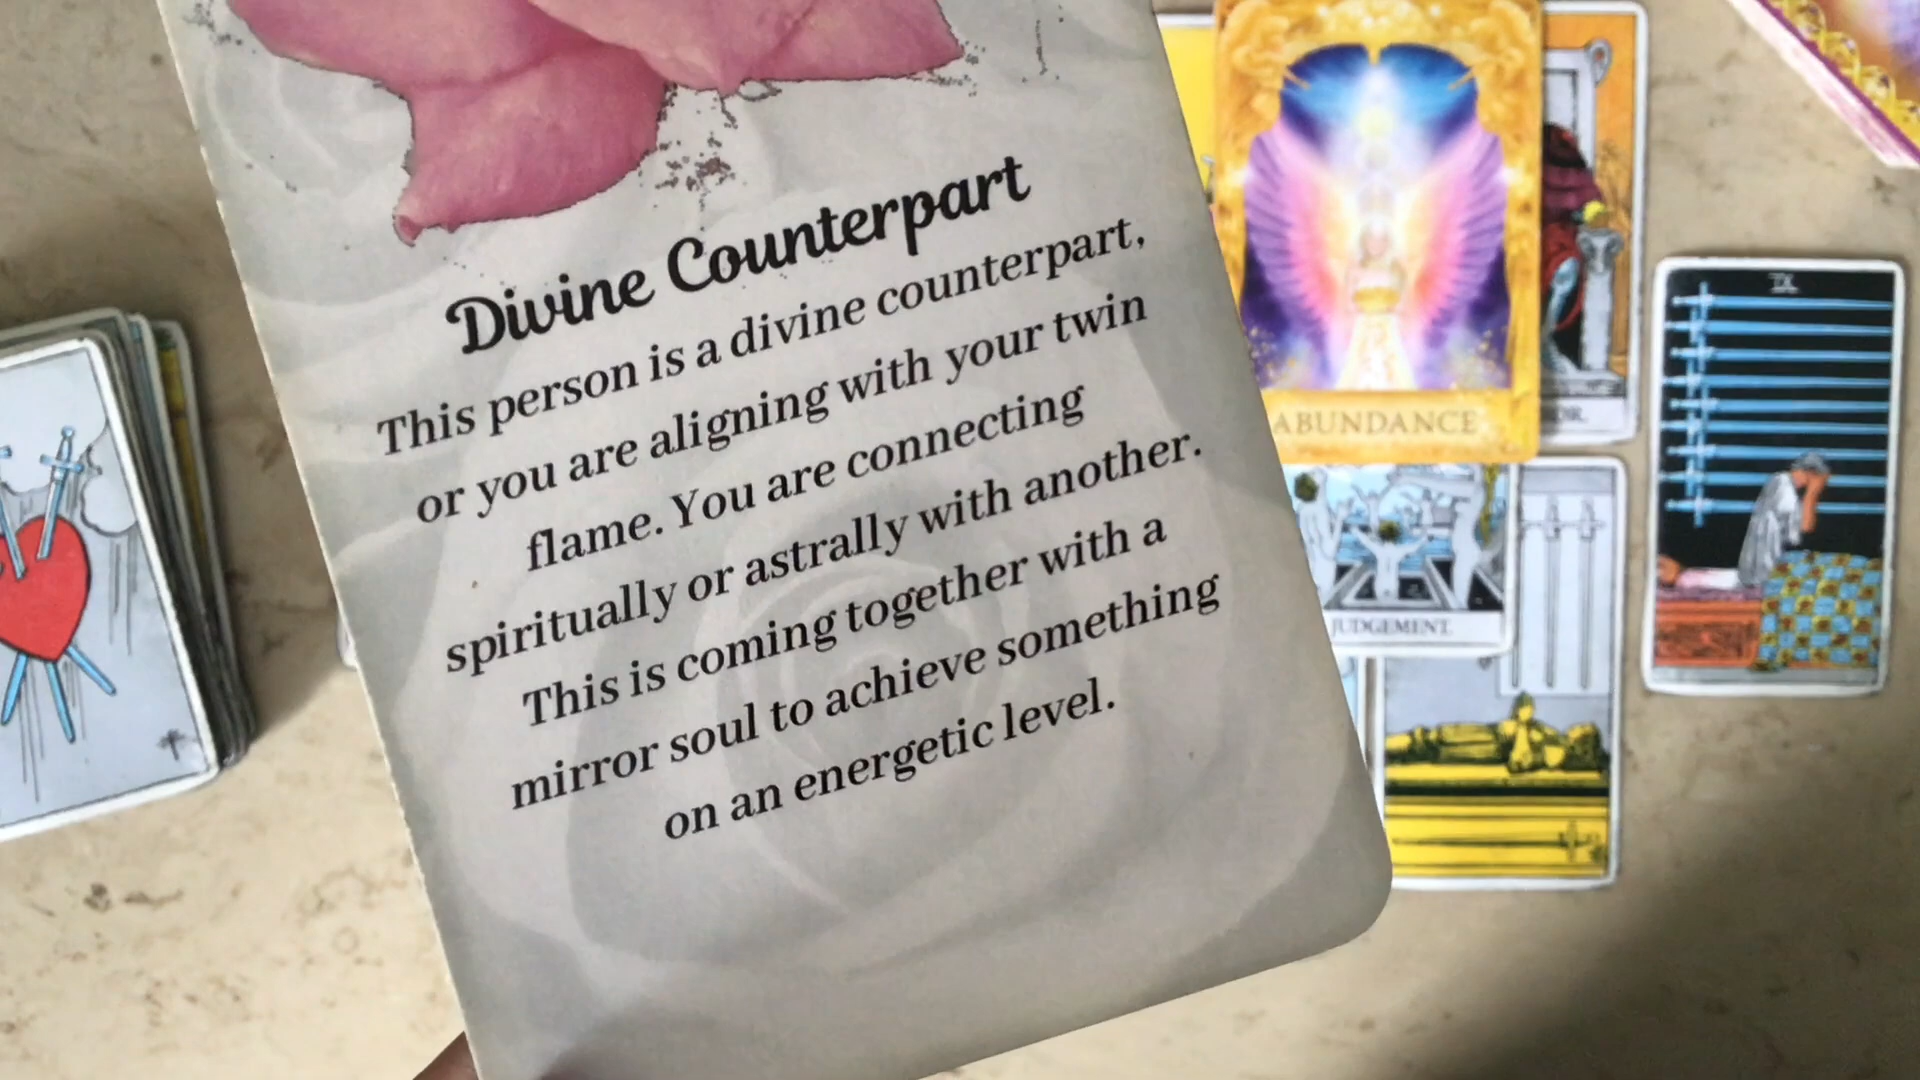 Divine Counterpart
This person is a divine counterpart,
or you are aligning with your twin
flame. You are connecting
spiritually or astrally with another.
This is coming together with a
mirror soul to achieve something
on an energetic level.
ABUNDANCE
IX
JUDGEMENT.